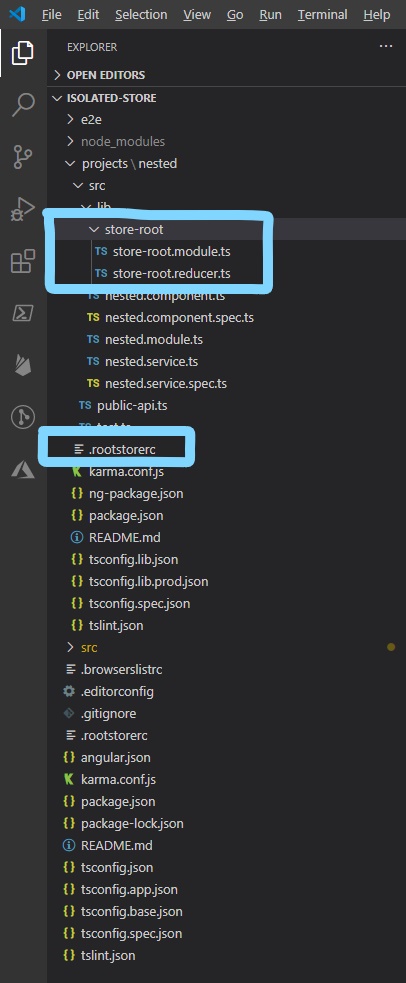 File Edit Selection View Go Run Terminal Help
EXPLORER
OPEN EDITORS
ISOLATED-STORE
e2e
node_modules
projects \ nested
src
lib
store-root
TS store-root.module.ts
TS store-root.reducer.ts
nested.component.ts
TS nested.component.spec.ts
TS nested.module.ts
TS nested.service.ts
TS nested.service.spec.ts
TS public-api.ts
test.ts
.rootstorerc
karma.conf.js
{ } ng-package.json
{ } package.json
README.md
{ } tsconfig.lib.json
{ } tsconfig.lib.prod.json
{ } tsconfig.spec.json
{ } tslint.json
src
.browserslistrc
.editorconfig
.gitignore
.rootstorerc
{ } angular.json
karma.conf.js
{ } package.json
{ } package-lock.json
README.md
{ } tsconfig.json
{ } tsconfig.app.json
{ } tsconfig.base.json
{ } tsconfig.spec.json
{ } tslint.json